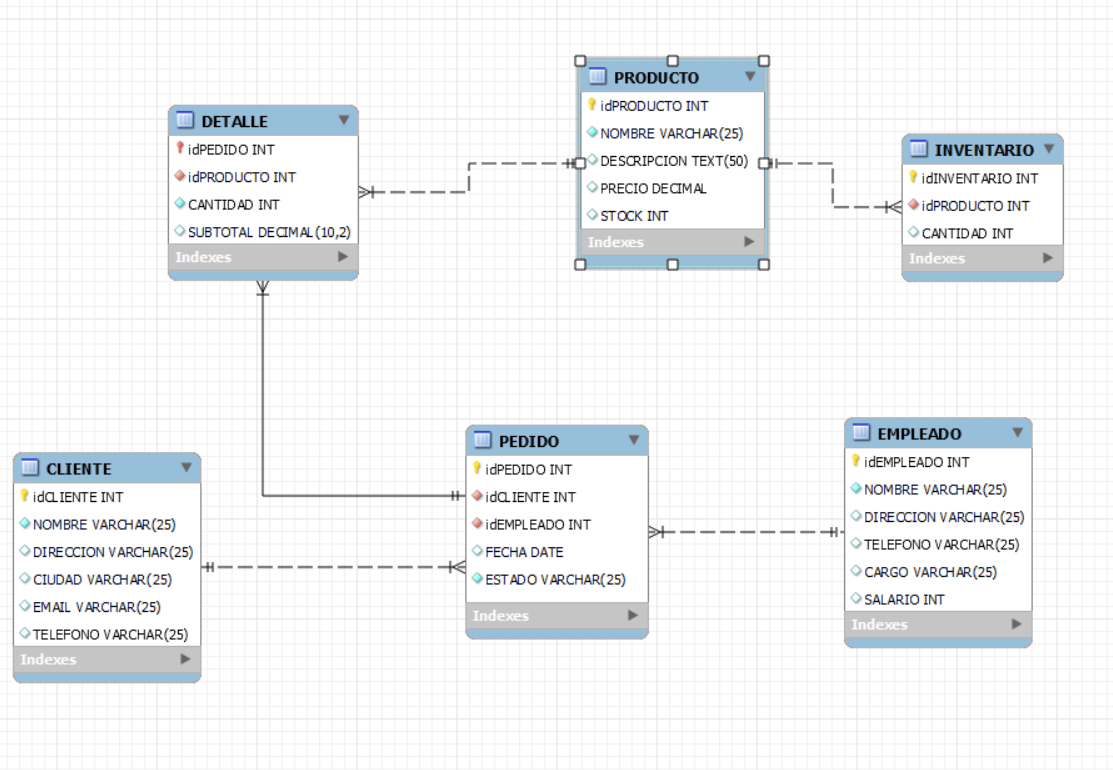 DETALLE
idPEDIDO INT
idPRODUCTO INT
CANTIDAD INT
SUBTOTAL DECIMAL(10,2)
Indexes
PRODUCTO
idPRODUCTO INT
NOMBRE VARCHAR(25)
DESCRIPCION TEXT(50)
PRECIO DECIMAL
STOCK INT
Indexes
INVENTARIO
idINVENTARIO INT
idPRODUCTO INT
CANTIDAD INT
Indexes
CLIENTE
idCLIENTE INT
NOMBRE VARCHAR(25)
DIRECCION VARCHAR(25)
CIUDAD VARCHAR(25)
EMAIL VARCHAR(25)
TELEFONO VARCHAR(25)
Indexes
PEDIDO
idPEDIDO INT
idCLIENTE INT
idEMPLEADO INT
FECHA DATE
ESTADO VARCHAR(25)
Indexes
EMPLEADO
idEMPLEADO INT
NOMBRE VARCHAR(25)
DIRECCION VARCHAR(25)
TELEFONO VARCHAR(25)
CARGO VARCHAR(25)
SALARIO INT
Indexes